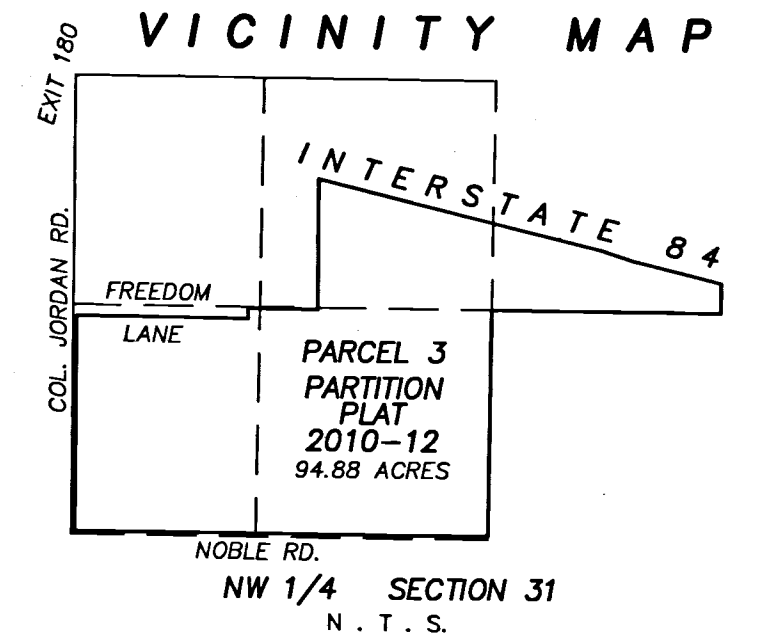 VICINITY MAP
EXIT 180
INTERSTATE 84
COL. JORDAN RD.
FREEDOM
LANE
PARCEL 3
PARTITION
PLAT
2010-12
94.88 ACRES
NOBLE RD.
NW 1/4 SECTION 31
N . T . S.